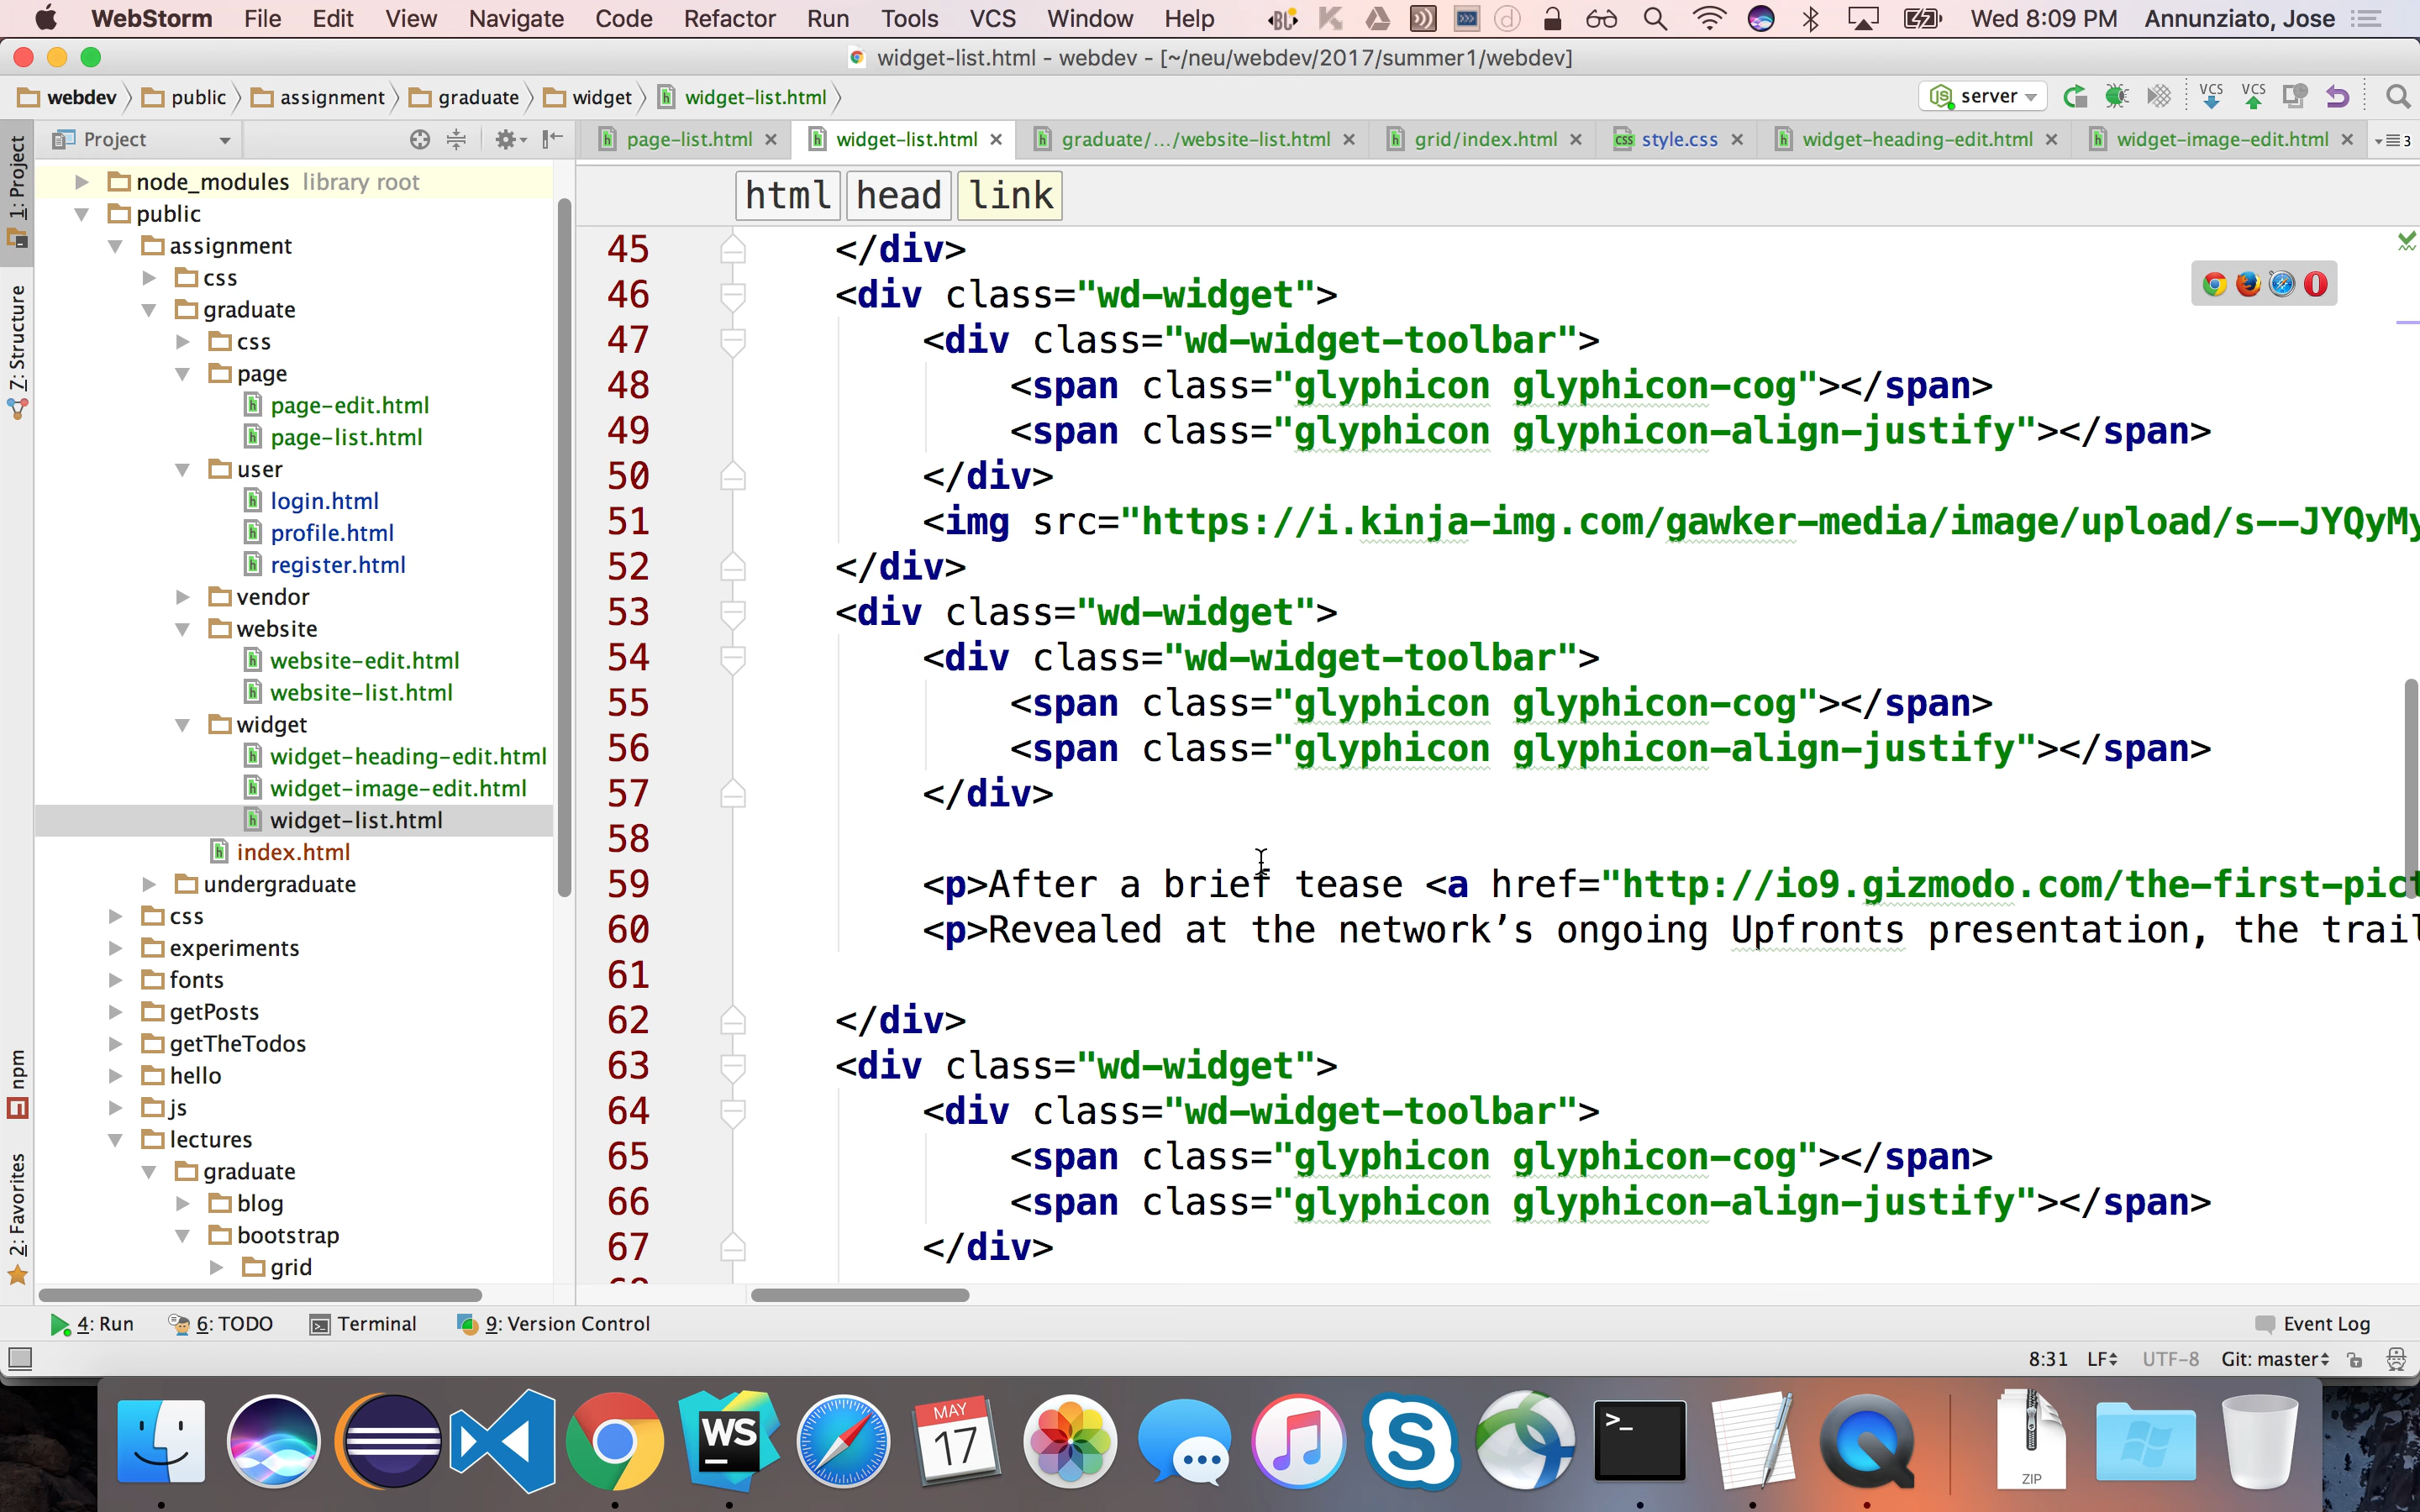 WebStorm File Edit View Navigate Code Refactor Run Tools VCS Window Help Wed 8:09 PM Annunziato, Jose
widget-list.html - webdev - [~/neu/webdev/2017/summer1/webdev]
webdev public assignment graduate widget widget-list.html server VCS VCS
Project page-list.html widget-list.html graduate/.../website-list.html grid/index.html style.css widget-heading-edit.html widget-image-edit.html 3
1: Project
7: Structure
npm
2: Favorites
node_modules library root
public
assignment
css
graduate
css
page
page-edit.html
page-list.html
user
login.html
profile.html
register.html
vendor
website
website-edit.html
website-list.html
widget
widget-heading-edit.html
widget-image-edit.html
widget-list.html
index.html
undergraduate
css
experiments
fonts
getPosts
getTheTodos
hello
js
lectures
graduate
blog
bootstrap
grid
html head link
45 </div>
46 <div class="wd-widget">
47 <div class="wd-widget-toolbar">
48 <span class="glyphicon glyphicon-cog"></span>
49 <span class="glyphicon glyphicon-align-justify"></span>
50 </div>
51 <img src="https://i.kinja-img.com/gawker-media/image/upload/s--JYQyMy
52 </div>
53 <div class="wd-widget">
54 <div class="wd-widget-toolbar">
55 <span class="glyphicon glyphicon-cog"></span>
56 <span class="glyphicon glyphicon-align-justify"></span>
57 </div>
58
59 <p>After a brief tease <a href="http://io9.gizmodo.com/the-first-pict
60 <p>Revealed at the network’s ongoing Upfronts presentation, the trail
61
62 </div>
63 <div class="wd-widget">
64 <div class="wd-widget-toolbar">
65 <span class="glyphicon glyphicon-cog"></span>
66 <span class="glyphicon glyphicon-align-justify"></span>
67 </div>
4: Run 6: TODO Terminal 9: Version Control Event Log
8:31 LF UTF-8 Git: master
WS
MAY
17
ZIP